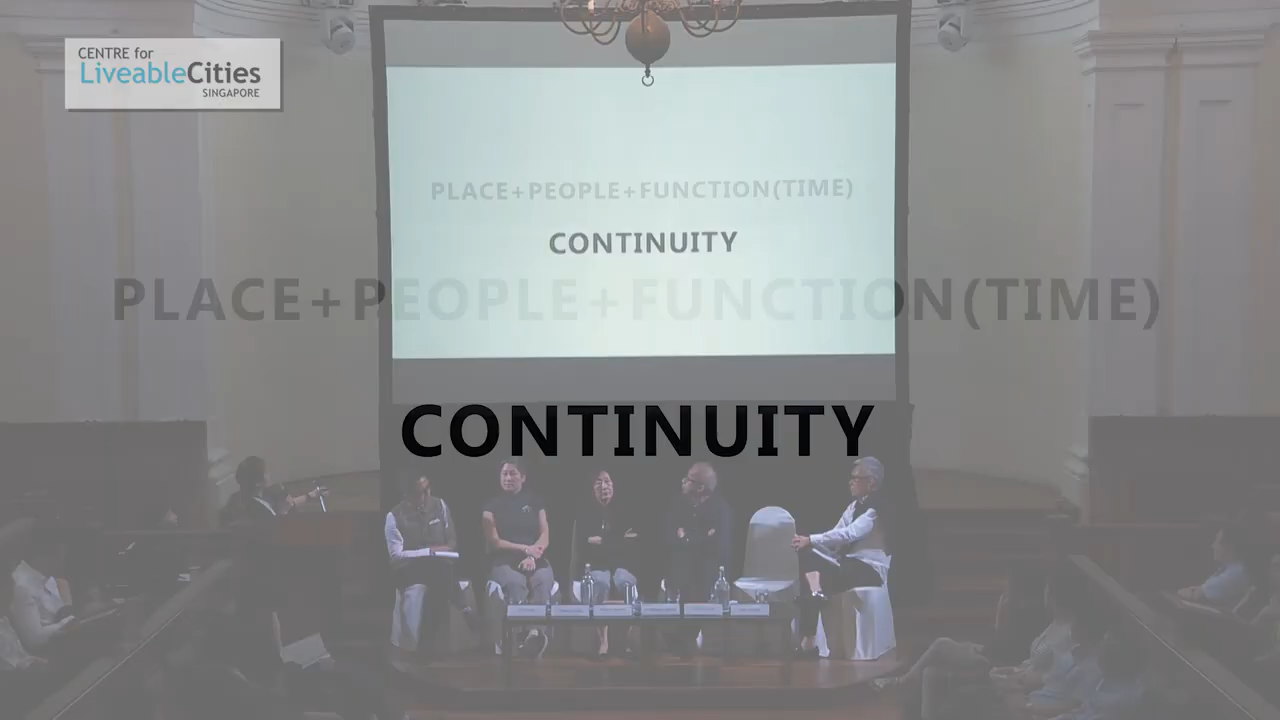 CENTRE for
LiveableCities
SINGAPORE
PLACE+PEOPLE+FUNCTION(TIME)
CONTINUITY
PLACE+PEOPLE+FUNCTION(TIME)
CONTINUITY